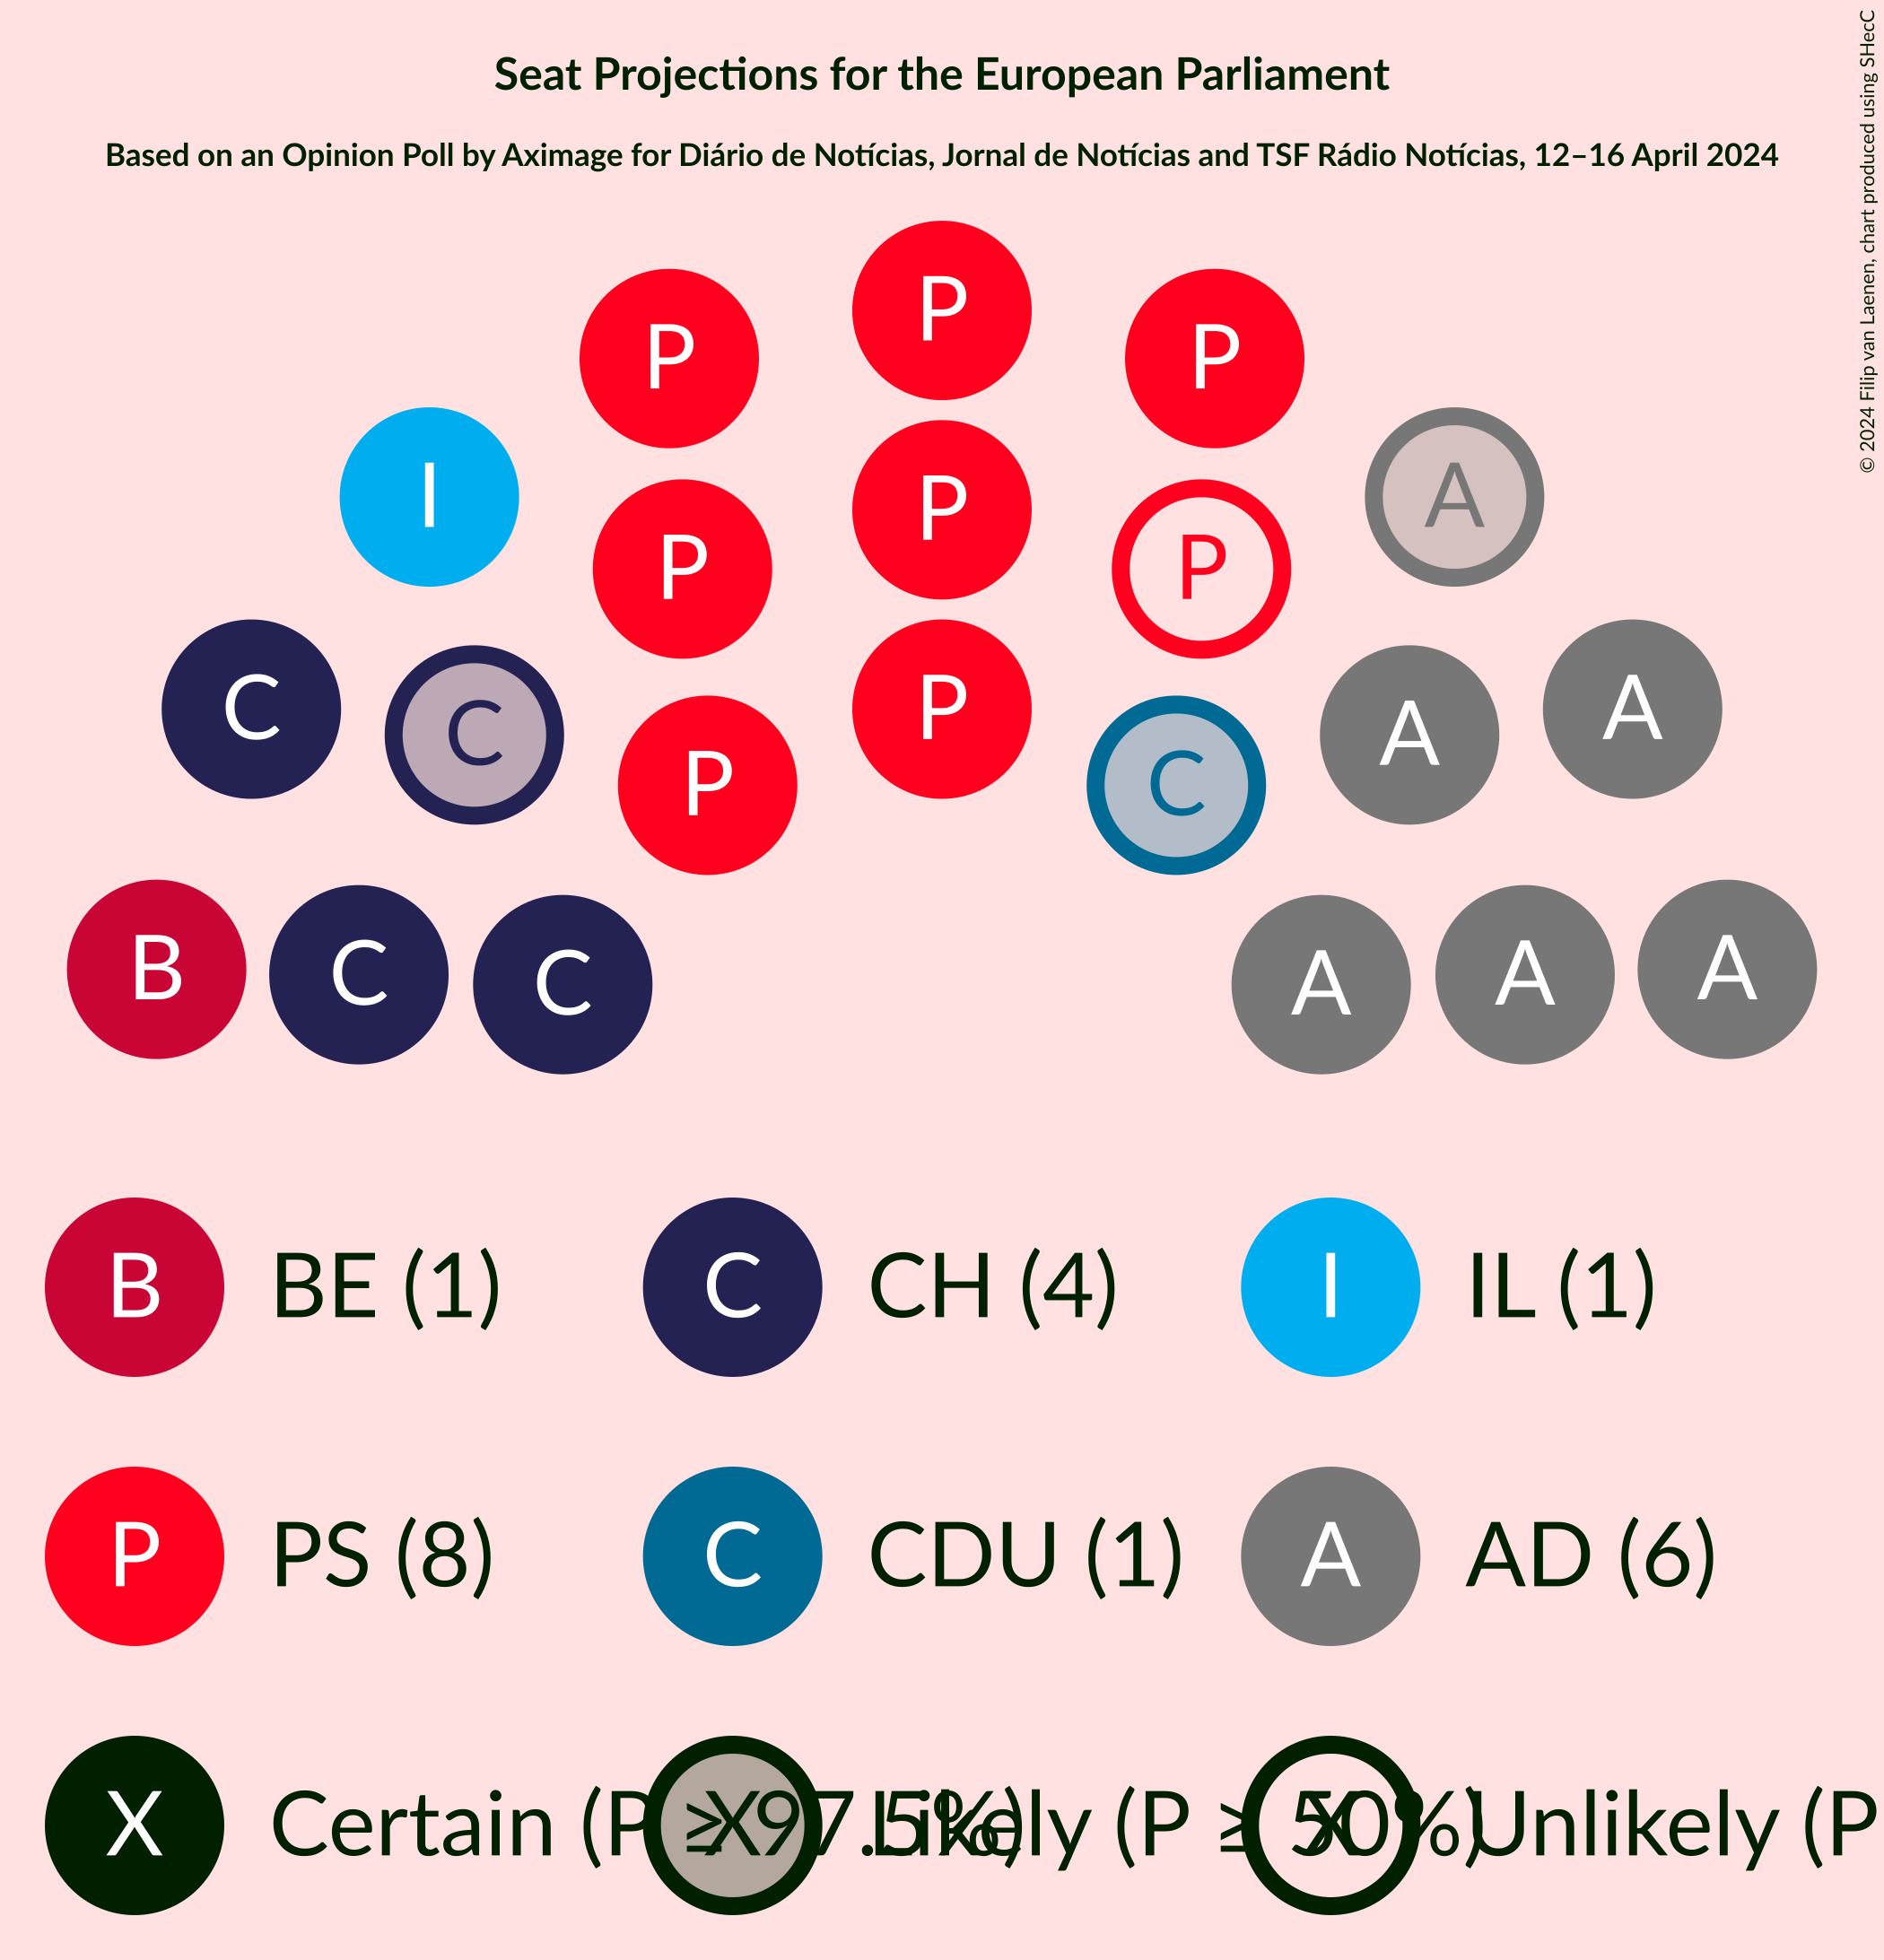 Seat Projections for the European Parliament
Based on an Opinion Poll by Aximage for Diário de Notícias, Jornal de Notícias and TSF Rádio Notícias, 12–16 April 2024
© 2024 Filip van Laenen, chart produced using SHecC
P
P P
I P A
P P
C C P A A
P C
B C C A A A
B BE (1) C CH (4) I IL (1)
P PS (8) C CDU (1) A AD (6)
X Certain (P ≥ 97.5%) X Likely (P ≥ 50%) X Unlikely (P